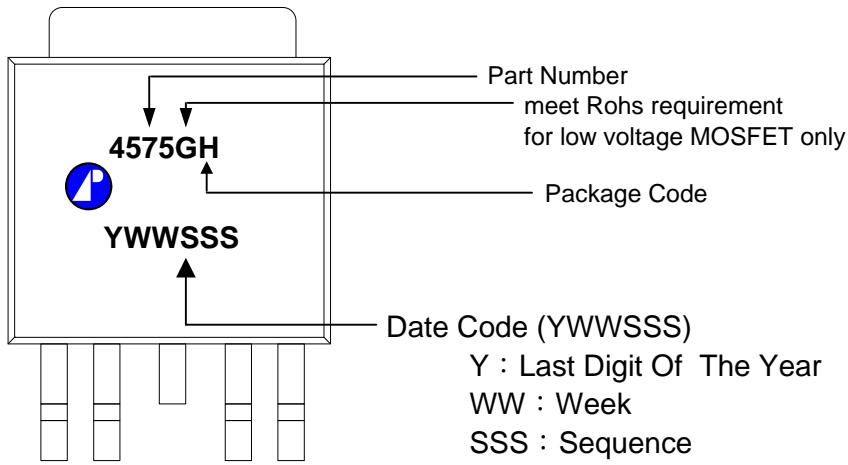 Part Number
meet Rohs requirement
for low voltage MOSFET only
4575GH
Package Code
YWWSSS
Date Code (YWWSSS)
Y：Last Digit Of The Year
WW：Week
SSS：Sequence